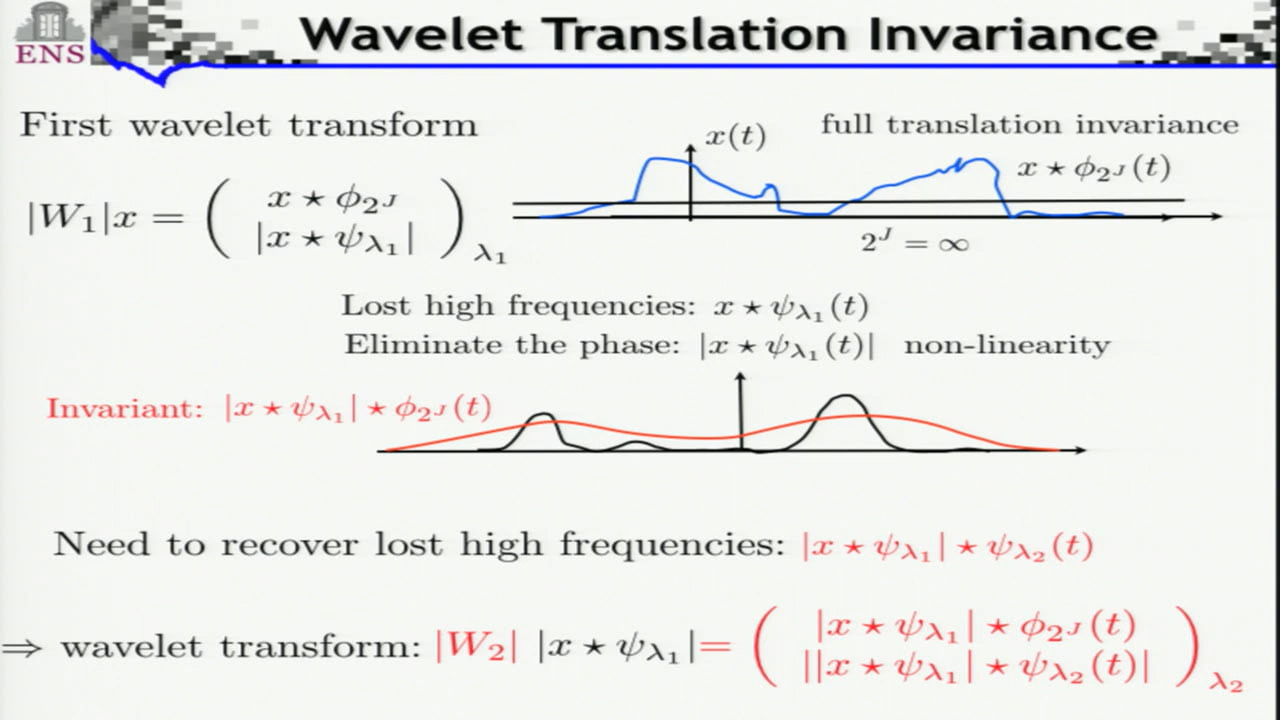 ENS
Wavelet Translation Invariance
First wavelet transform
x(t)
full translation invariance
x ⋆ φ_{2^J}(t)
|W₁|x = ( x ⋆ φ_{2^J}
|x ⋆ ψ_{λ₁}| )_{λ₁}
2^J = ∞
Lost high frequencies: x ⋆ ψ_{λ₁}(t)
Eliminate the phase: |x ⋆ ψ_{λ₁}(t)| non-linearity
Invariant: |x ⋆ ψ_{λ₁}| ⋆ φ_{2^J}(t)
Need to recover lost high frequencies: |x ⋆ ψ_{λ₁}| ⋆ ψ_{λ₂}(t)
⇒ wavelet transform: |W₂| |x ⋆ ψ_{λ₁}| = ( |x ⋆ ψ_{λ₁}| ⋆ φ_{2^J}(t)
||x ⋆ ψ_{λ₁}| ⋆ ψ_{λ₂}(t)| )_{λ₂}